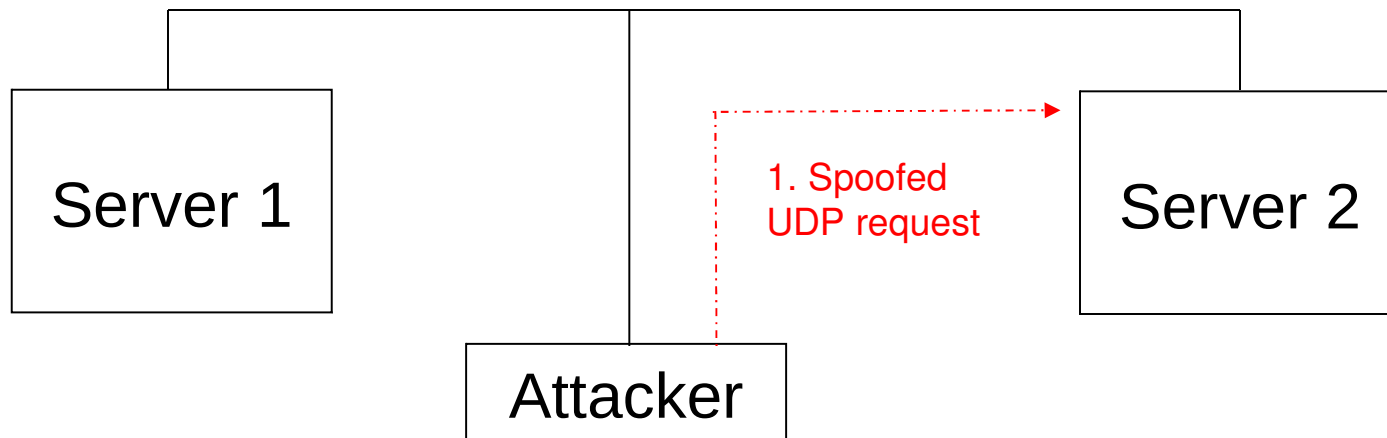 Server 1
1. Spoofed
UDP request
Server 2
Attacker